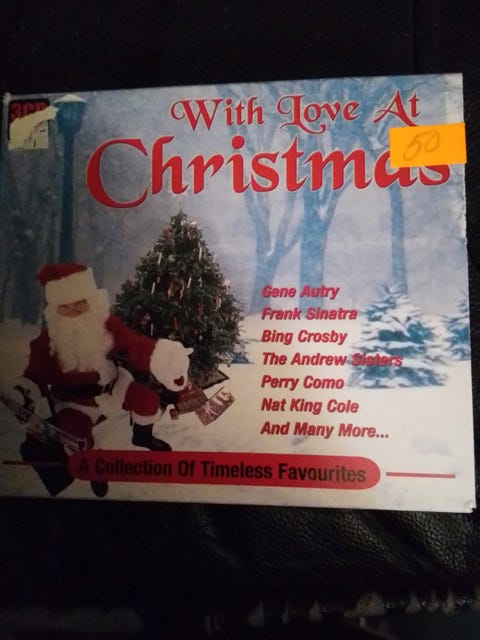 3CD
With Love At
Christmas
50
Gene Autry
Frank Sinatra
Bing Crosby
The Andrew Sisters
Perry Como
Nat King Cole
And Many More...
A Collection Of Timeless Favourites